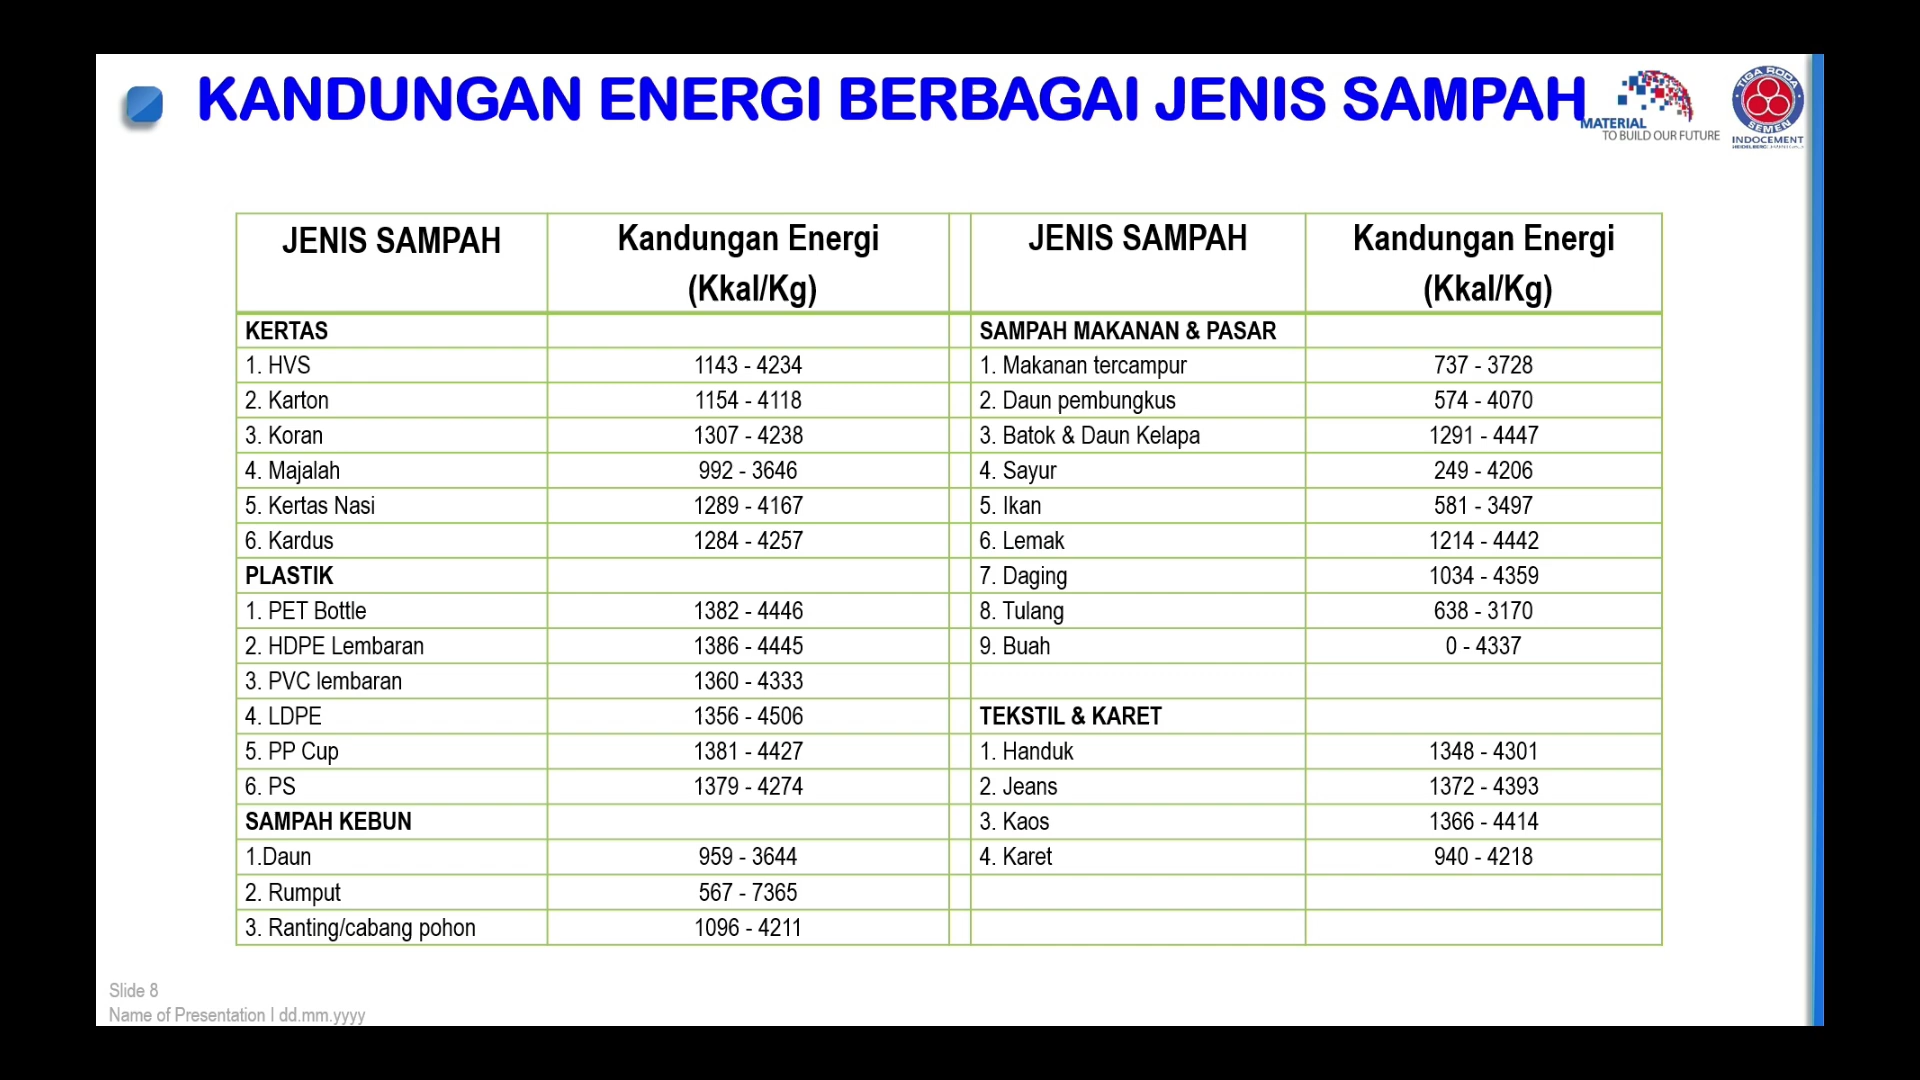 KANDUNGAN ENERGI BERBAGAI JENIS SAMPAH
MATERIAL
TO BUILD OUR FUTURE
TIGA RODA
SEMEN
INDOCEMENT
JENIS SAMPAH Kandungan Energi (Kkal/Kg) JENIS SAMPAH Kandungan Energi (Kkal/Kg)
KERTAS SAMPAH MAKANAN & PASAR
1. HVS 1143 - 4234 1. Makanan tercampur 737 - 3728
2. Karton 1154 - 4118 2. Daun pembungkus 574 - 4070
3. Koran 1307 - 4238 3. Batok & Daun Kelapa 1291 - 4447
4. Majalah 992 - 3646 4. Sayur 249 - 4206
5. Kertas Nasi 1289 - 4167 5. Ikan 581 - 3497
6. Kardus 1284 - 4257 6. Lemak 1214 - 4442
PLASTIK 7. Daging 1034 - 4359
1. PET Bottle 1382 - 4446 8. Tulang 638 - 3170
2. HDPE Lembaran 1386 - 4445 9. Buah 0 - 4337
3. PVC lembaran 1360 - 4333
4. LDPE 1356 - 4506 TEKSTIL & KARET
5. PP Cup 1381 - 4427 1. Handuk 1348 - 4301
6. PS 1379 - 4274 2. Jeans 1372 - 4393
SAMPAH KEBUN 3. Kaos 1366 - 4414
1.Daun 959 - 3644 4. Karet 940 - 4218
2. Rumput 567 - 7365
3. Ranting/cabang pohon 1096 - 4211
Slide 8
Name of Presentation I dd.mm.yyyy